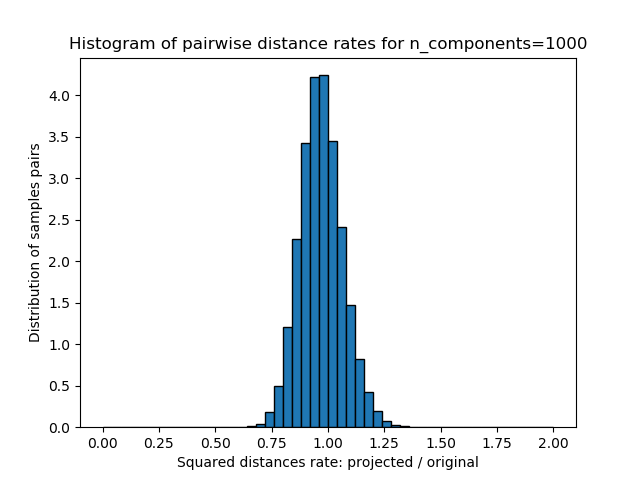 Histogram of pairwise distance rates for n_components=1000
Distribution of samples pairs
4.0
3.5
3.0
2.5
2.0
1.5
1.0
0.5
0.0
0.00 0.25 0.50 0.75 1.00 1.25 1.50 1.75 2.00
Squared distances rate: projected / original